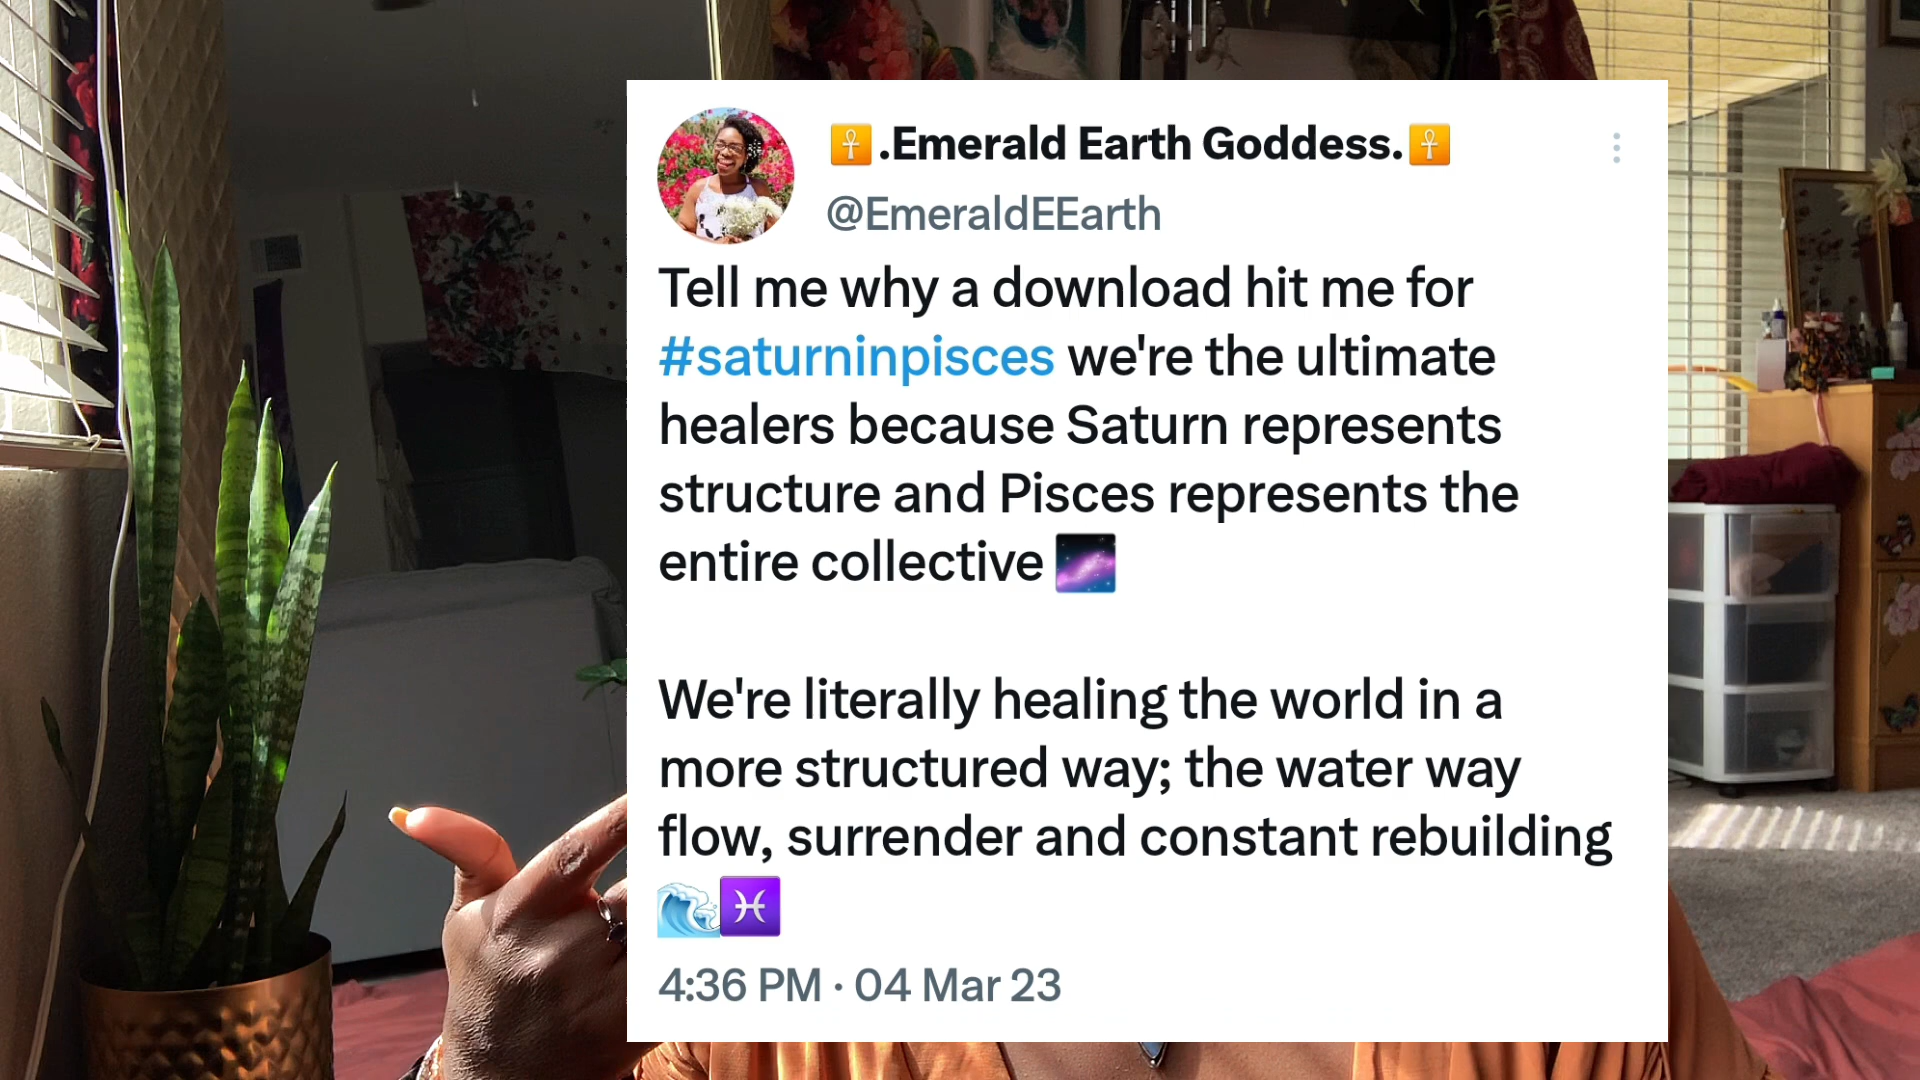 ☥.Emerald Earth Goddess.☥
@EmeraldEEarth
Tell me why a download hit me for
#saturninpisces we're the ultimate
healers because Saturn represents
structure and Pisces represents the
entire collective 🌌
We're literally healing the world in a
more structured way; the water way
flow, surrender and constant rebuilding
🌊♓
4:36 PM · 04 Mar 23